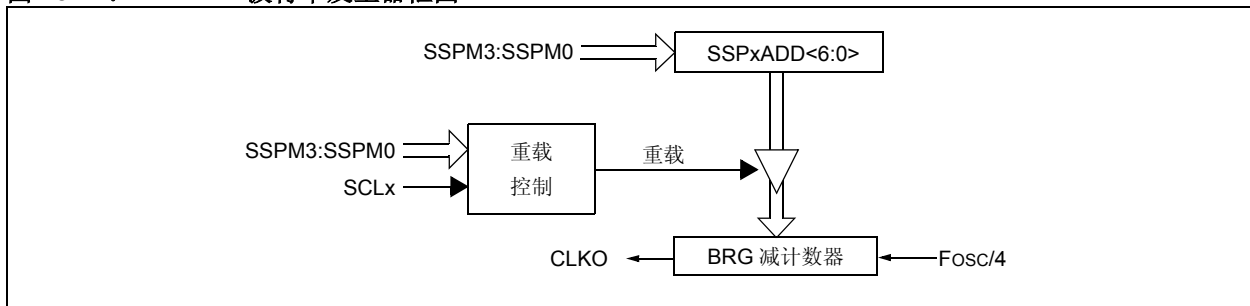 SSPM3:SSPM0
SSPxADD<6:0>
SSPM3:SSPM0
SCLx
重载
控制
重载
CLKO
BRG 减计数器
Fosc/4